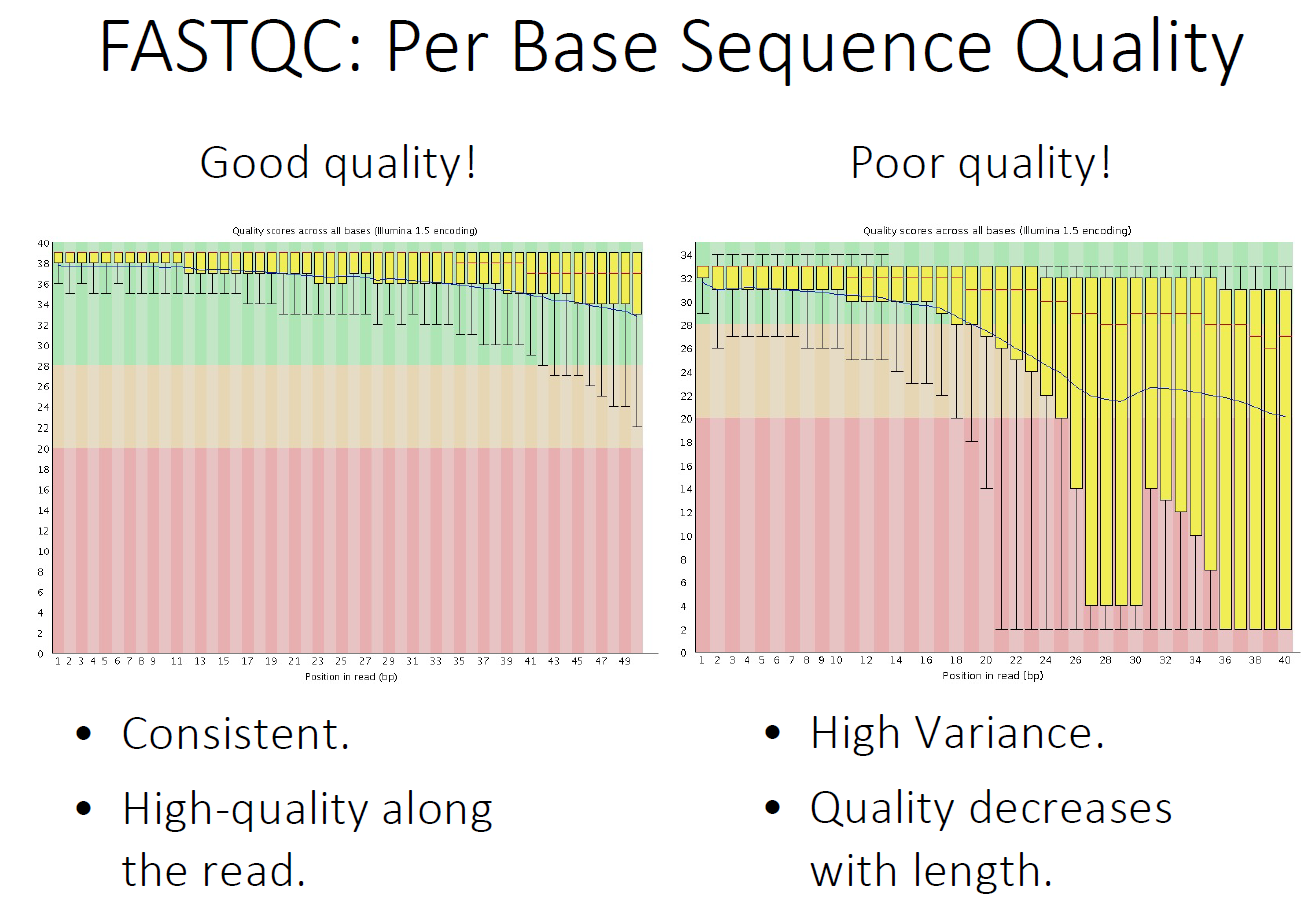 FASTQC: Per Base Sequence Quality
Good quality!
Quality scores across all bases (Illumina 1.5 encoding)
40
38
36
34
32
30
28
26
24
22
20
18
16
14
12
10
8
6
4
2
0
1 2 3 4 5 6 7 8 9 11 13 15 17 19 21 23 25 27 29 31 33 35 37 39 41 43 45 47 49
Position in read (bp)
• Consistent.
• High-quality along
the read.
Poor quality!
Quality scores across all bases (Illumina 1.5 encoding)
34
32
30
28
26
24
22
20
18
16
14
12
10
8
6
4
2
0
1 2 3 4 5 6 7 8 9 10 12 14 16 18 20 22 24 26 28 30 32 34 36 38 40
Position in read (bp)
• High Variance.
• Quality decreases
with length.